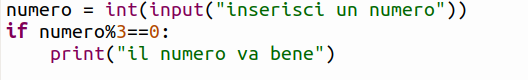 numero = int(input("inserisci un numero"))
if numero%3==0:
    print("il numero va bene")